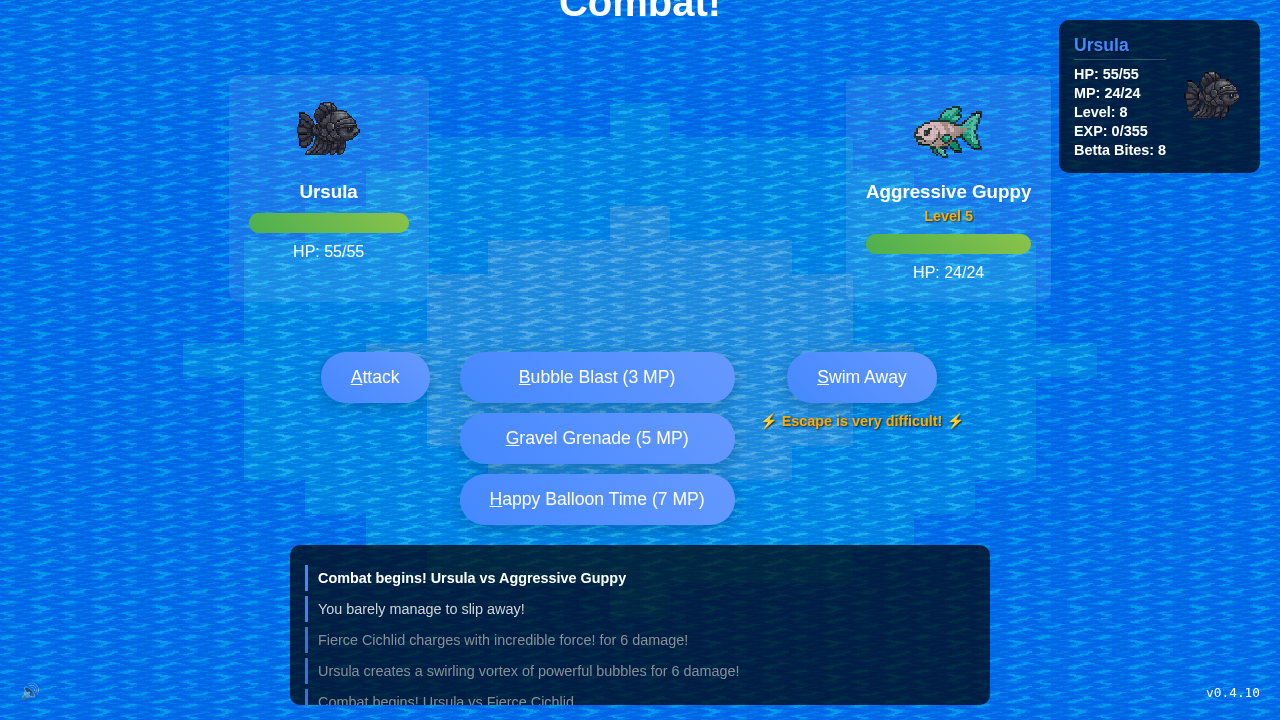 Combat!
Ursula
HP: 55/55
MP: 24/24
Level: 8
EXP: 0/355
Betta Bites: 8
Ursula
HP: 55/55
Aggressive Guppy
Level 5
HP: 24/24
Attack
Bubble Blast (3 MP)
Gravel Grenade (5 MP)
Happy Balloon Time (7 MP)
Swim Away
⚡ Escape is very difficult! ⚡
Combat begins! Ursula vs Aggressive Guppy
You barely manage to slip away!
Fierce Cichlid charges with incredible force! for 6 damage!
Ursula creates a swirling vortex of powerful bubbles for 6 damage!
Combat begins! Ursula vs Fierce Cichlid
v0.4.10